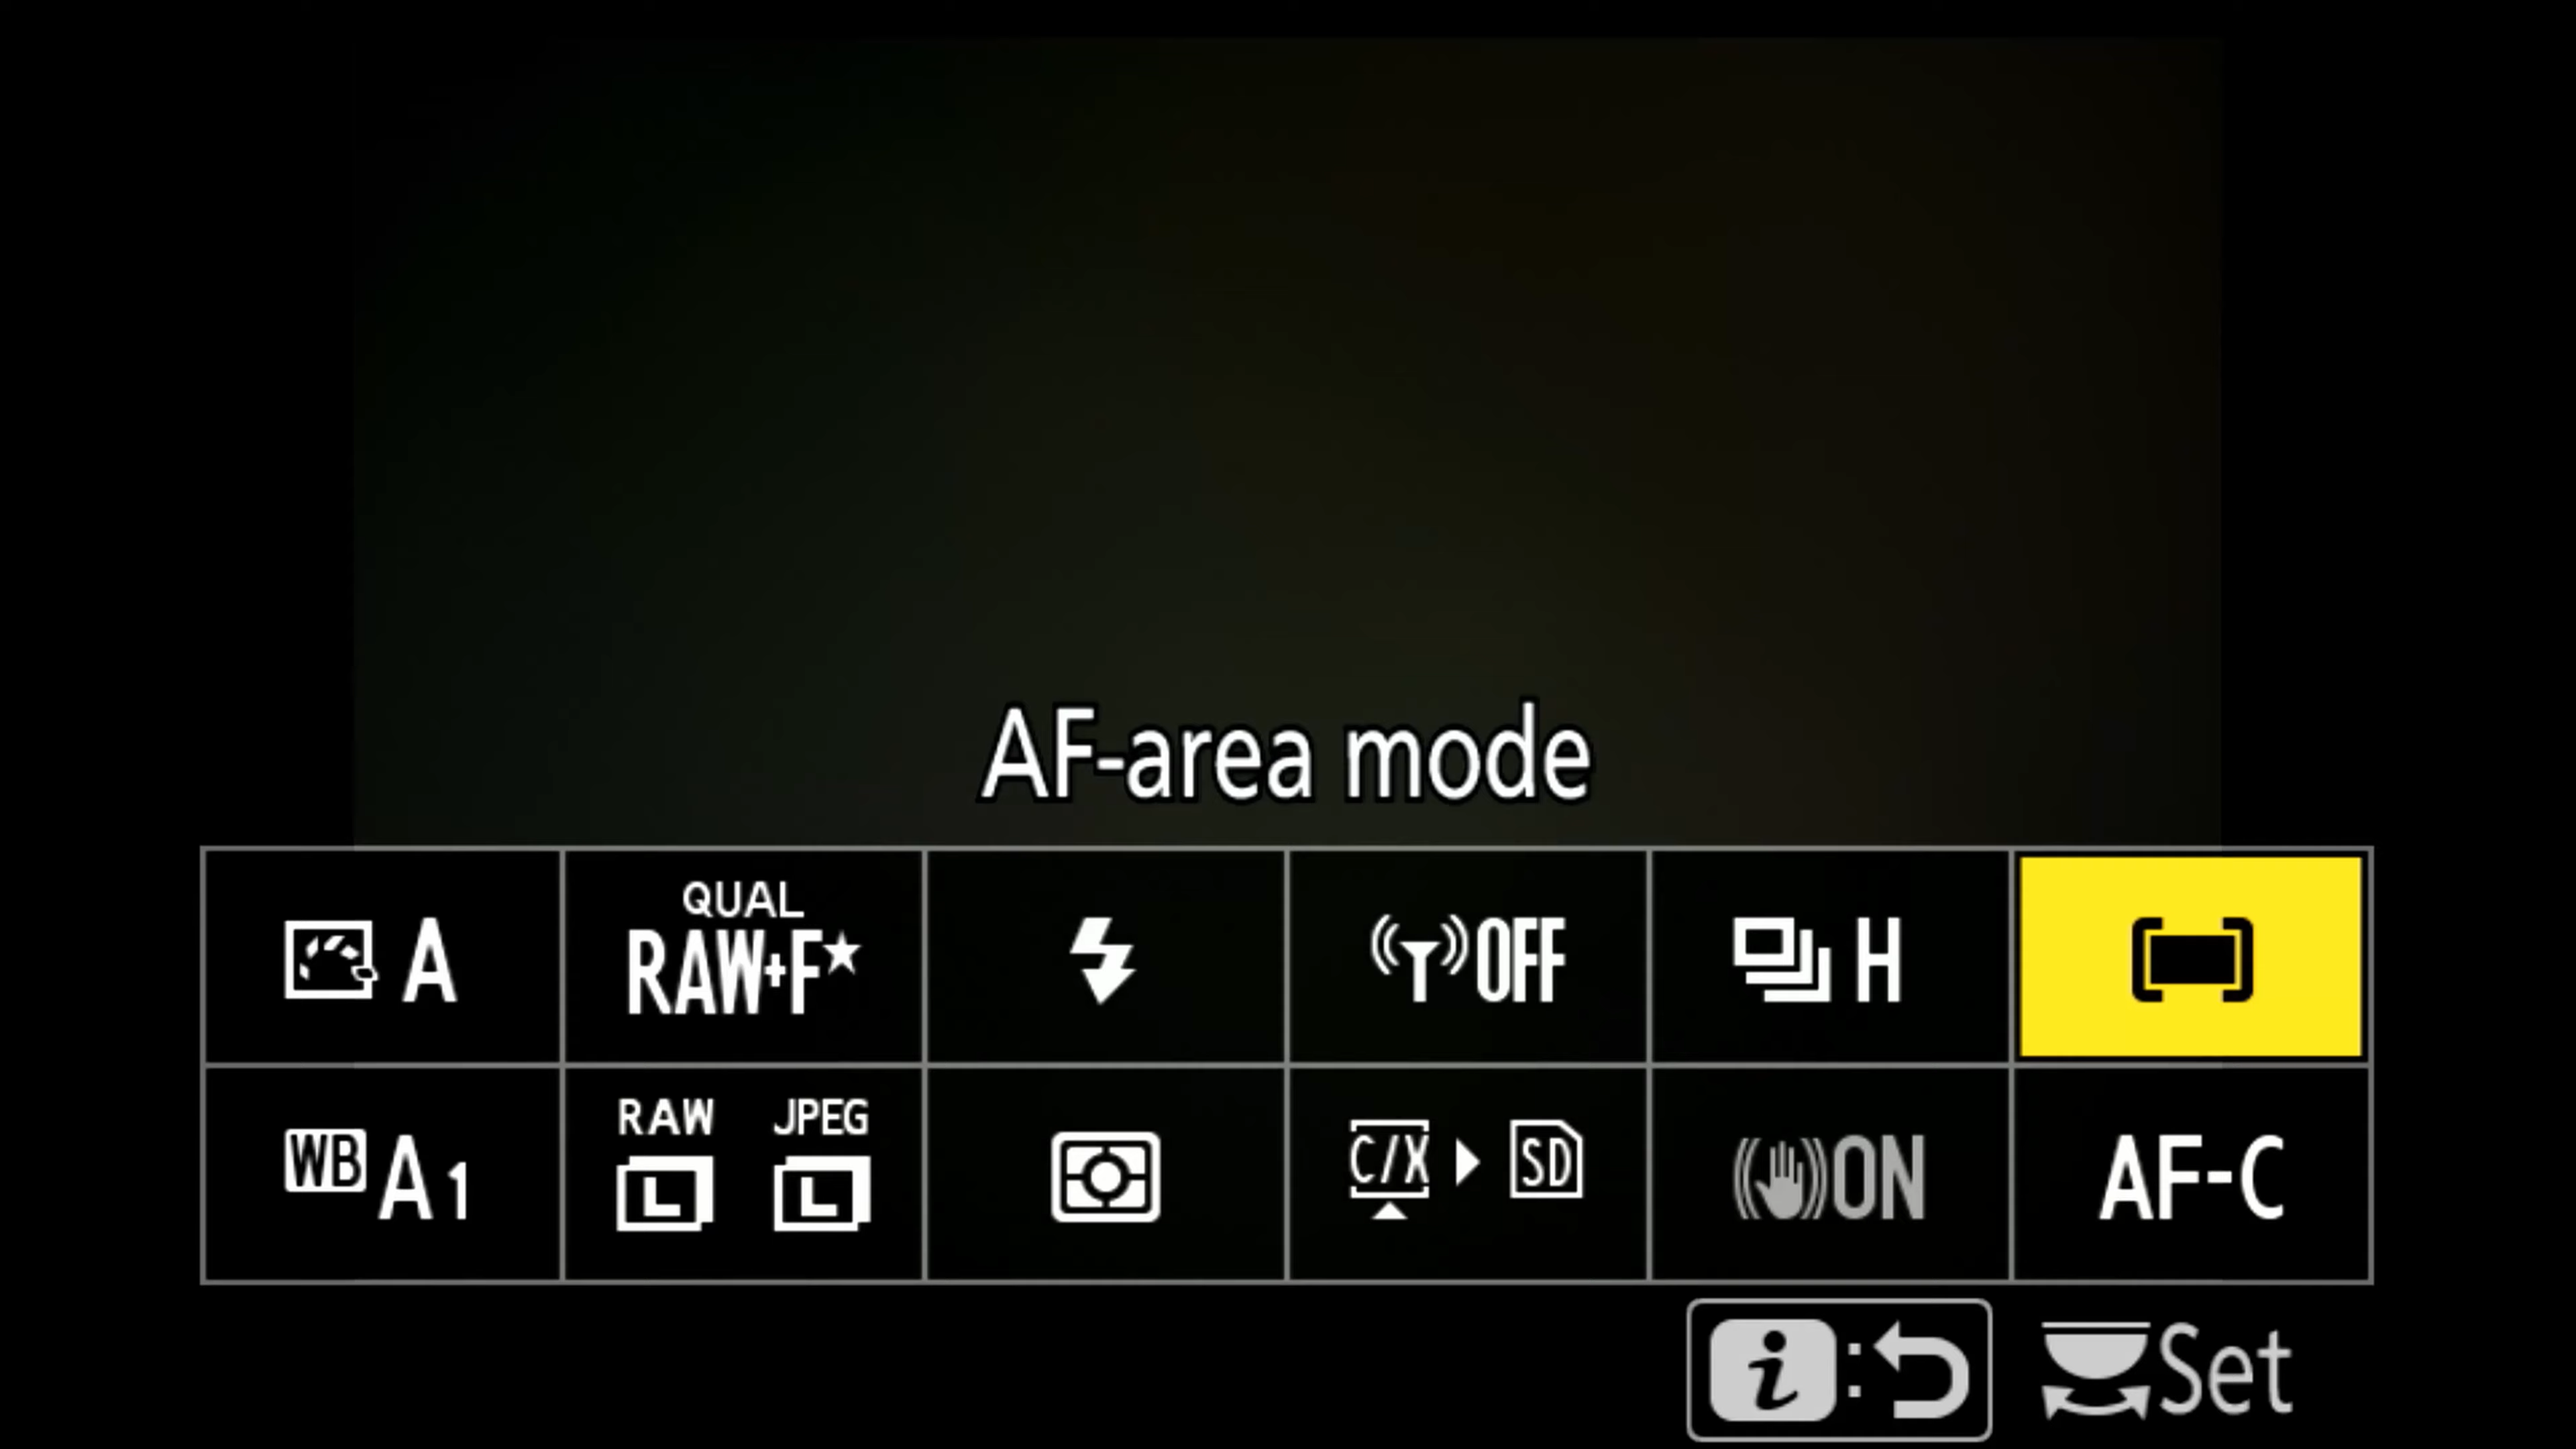 AF-area mode
A
QUAL
RAW+F★
OFF
H
WB A1
RAW JPEG
L L
C/X SD
ON
AF-C
i: Set